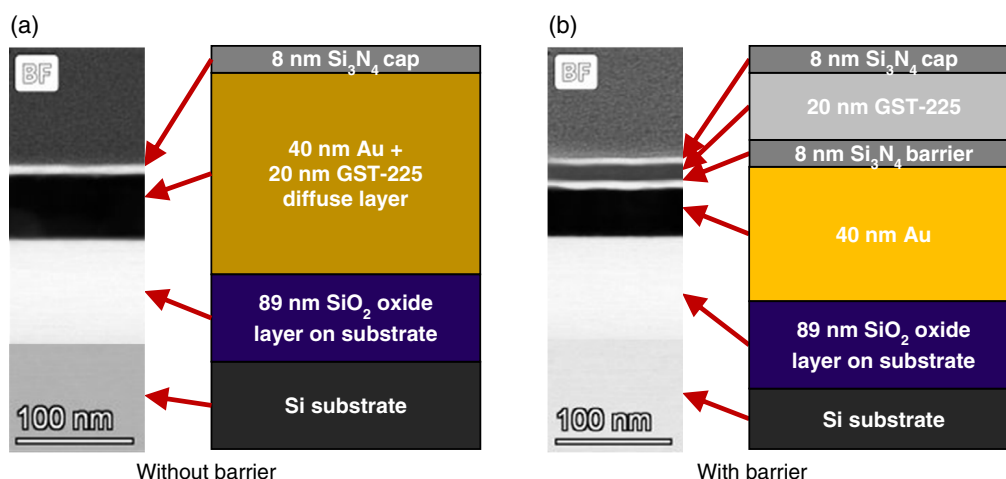 (a)
BF
8 nm Si₃N₄ cap
40 nm Au +
20 nm GST-225
diffuse layer
89 nm SiO₂ oxide
layer on substrate
Si substrate
100 nm
Without barrier
(b)
BF
8 nm Si₃N₄ cap
20 nm GST-225
8 nm Si₃N₄ barrier
40 nm Au
89 nm SiO₂ oxide
layer on substrate
Si substrate
100 nm
With barrier